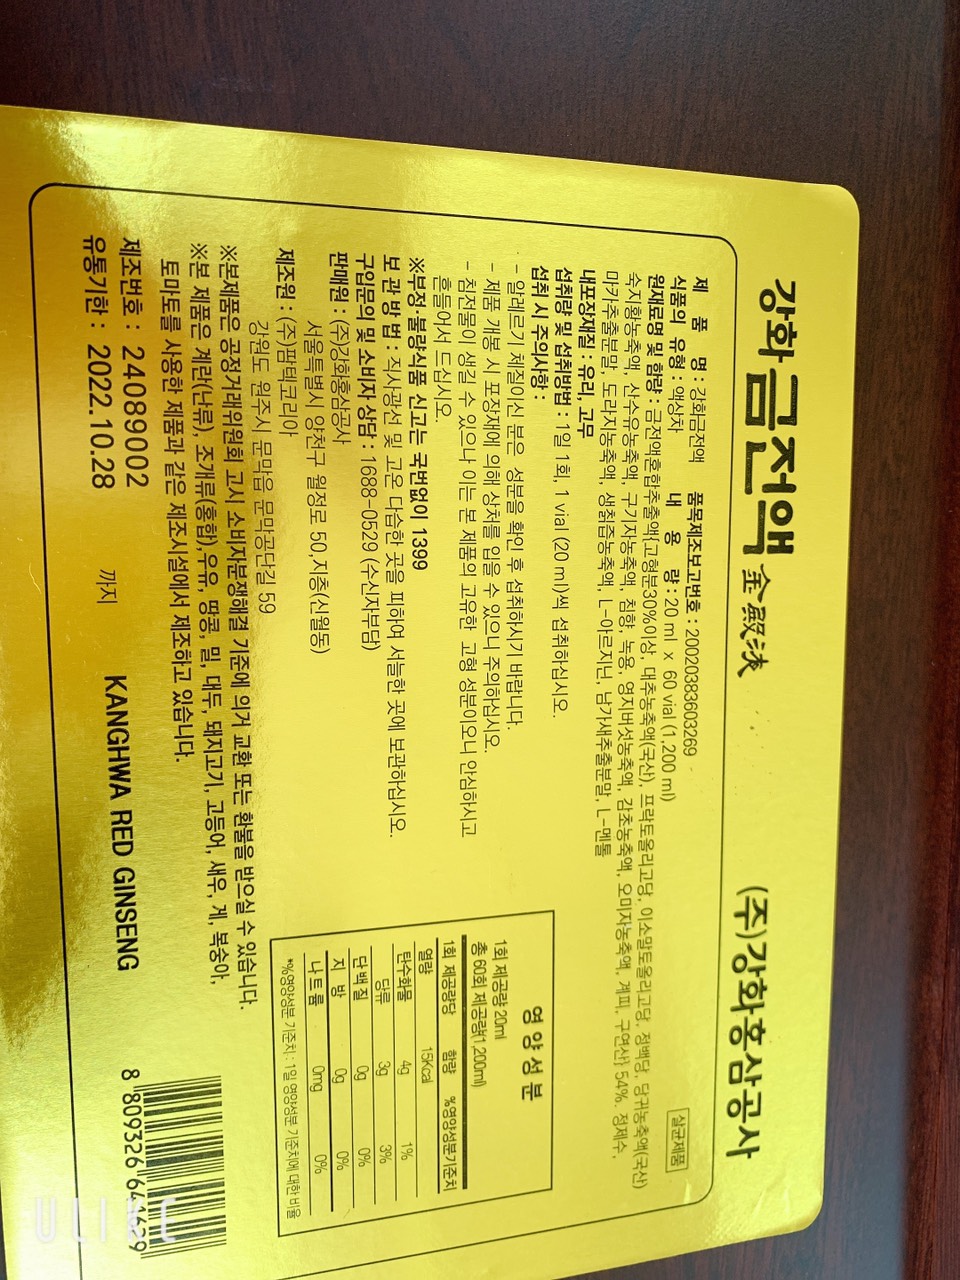 강화금전액 金殿液 (주)강화홍삼공사
살균제품
제 품 명 : 강화금전액 품목제조보고번호 : 20020383603269
식품의 유형 : 액상차 내 용 량 : 20 ml x 60 vial (1,200 ml)
원재료명 및 함량 : 금전액혼합추출액{고형분30%이상, 대추농축액(국산), 프락토올리고당, 이소말토올리고당, 정백당, 당귀농축액(국산)
숙지황농축액, 산수유농축액, 구기자농축액, 침향, 녹용, 영지버섯농축액, 감초농축액, 오미자농축액, 계피, 구연산} 54%, 정제수,
마카추출분말, 도라지농축액, 생칡즙농축액, L-아르지닌, 남가새추출분말, L-멘톨
내포장재질 : 유리, 고무
섭취량 및 섭취방법 : 1일 1회, 1 vial (20 ml)씩 섭취하십시오.
섭취 시 주의사항 :
- 알레르기 체질이신 분은 성분을 확인 후 섭취하시기 바랍니다.
- 제품 개봉 시 포장재에 의해 상처를 입을 수 있으니 주의하십시오.
- 침전물이 생길 수 있으나 이는 본 제품의 고유한 고형 성분이오니 안심하시고
흔들어서 드십시오.
※부정·불량식품 신고는 국번없이 1399
보 관 방 법 : 직사광선 및 고온 다습한 곳을 피하여 서늘한 곳에 보관하십시오.
구입문의 및 소비자 상담 : 1688-0529 (수신자부담)
판매원 : (주)강화홍삼공사
서울특별시 양천구 월정로 50,지층(신월동)
제조원 : (주)팜텍코리아
강원도 원주시 문막읍 문막공단길 59
※본제품은 공정거래위원회 고시 소비자분쟁해결 기준에 의거 교환 또는 환불을 받으실 수 있습니다.
※본 제품은 계란(난류), 조개류(혼합),우유, 땅콩, 밀, 대두, 돼지고기, 고등어, 새우, 게, 복숭아,
토마토를 사용한 제품과 같은 제조시설에서 제조하고 있습니다.
제조번호 : 24089002
유통기한 : 2022.10.28 까지
KANGHWA RED GINSENG
영 양 성 분
1회 제공량 20ml
총 60회 제공량(1,200ml)
1회 제공량당 함량 %영양성분기준치
열량 15Kcal
탄수화물 4g 1%
당류 3g 3%
단백질 0g 0%
지 방 0g 0%
나트륨 0mg 0%
*%영양성분 기준치 : 1일 영양성분 기준치에 대한 비율
8 809326 644629
ULIKE